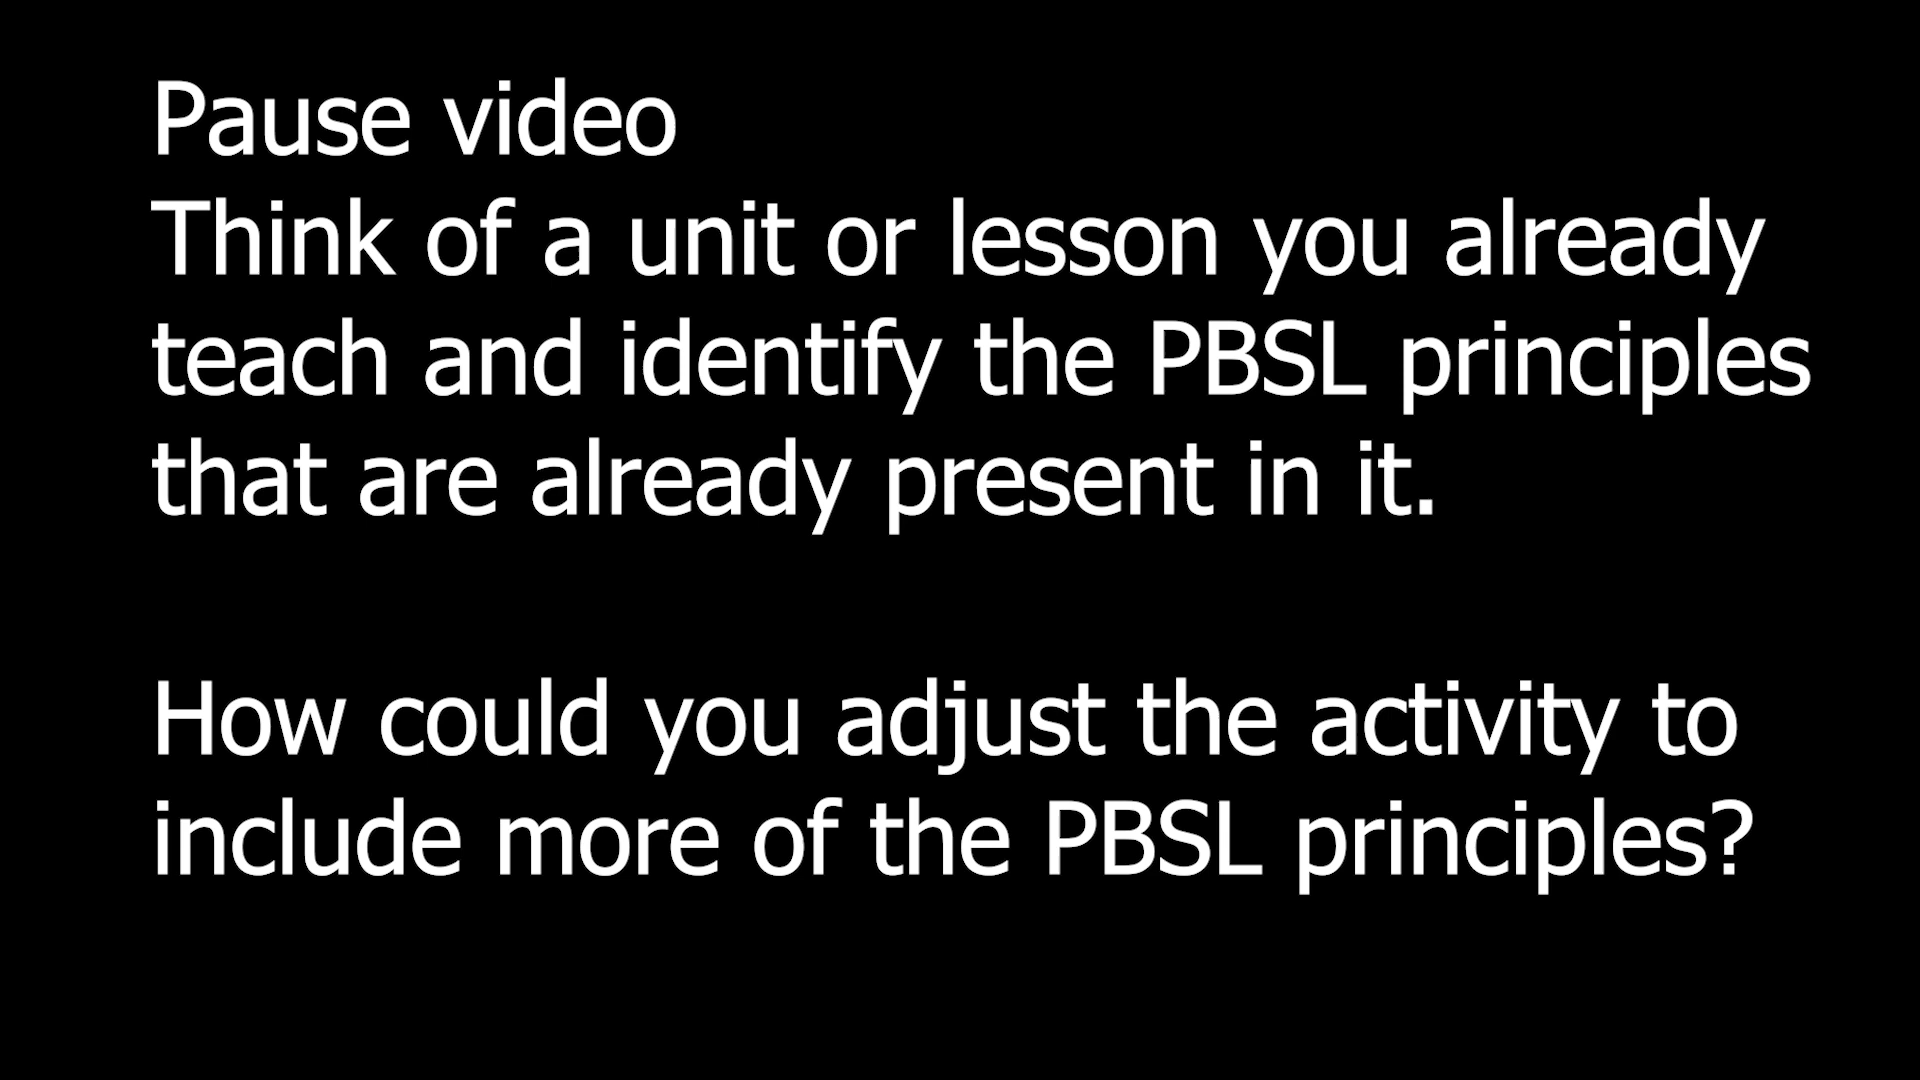 Pause video
Think of a unit or lesson you already
teach and identify the PBSL principles
that are already present in it.
How could you adjust the activity to
include more of the PBSL principles?